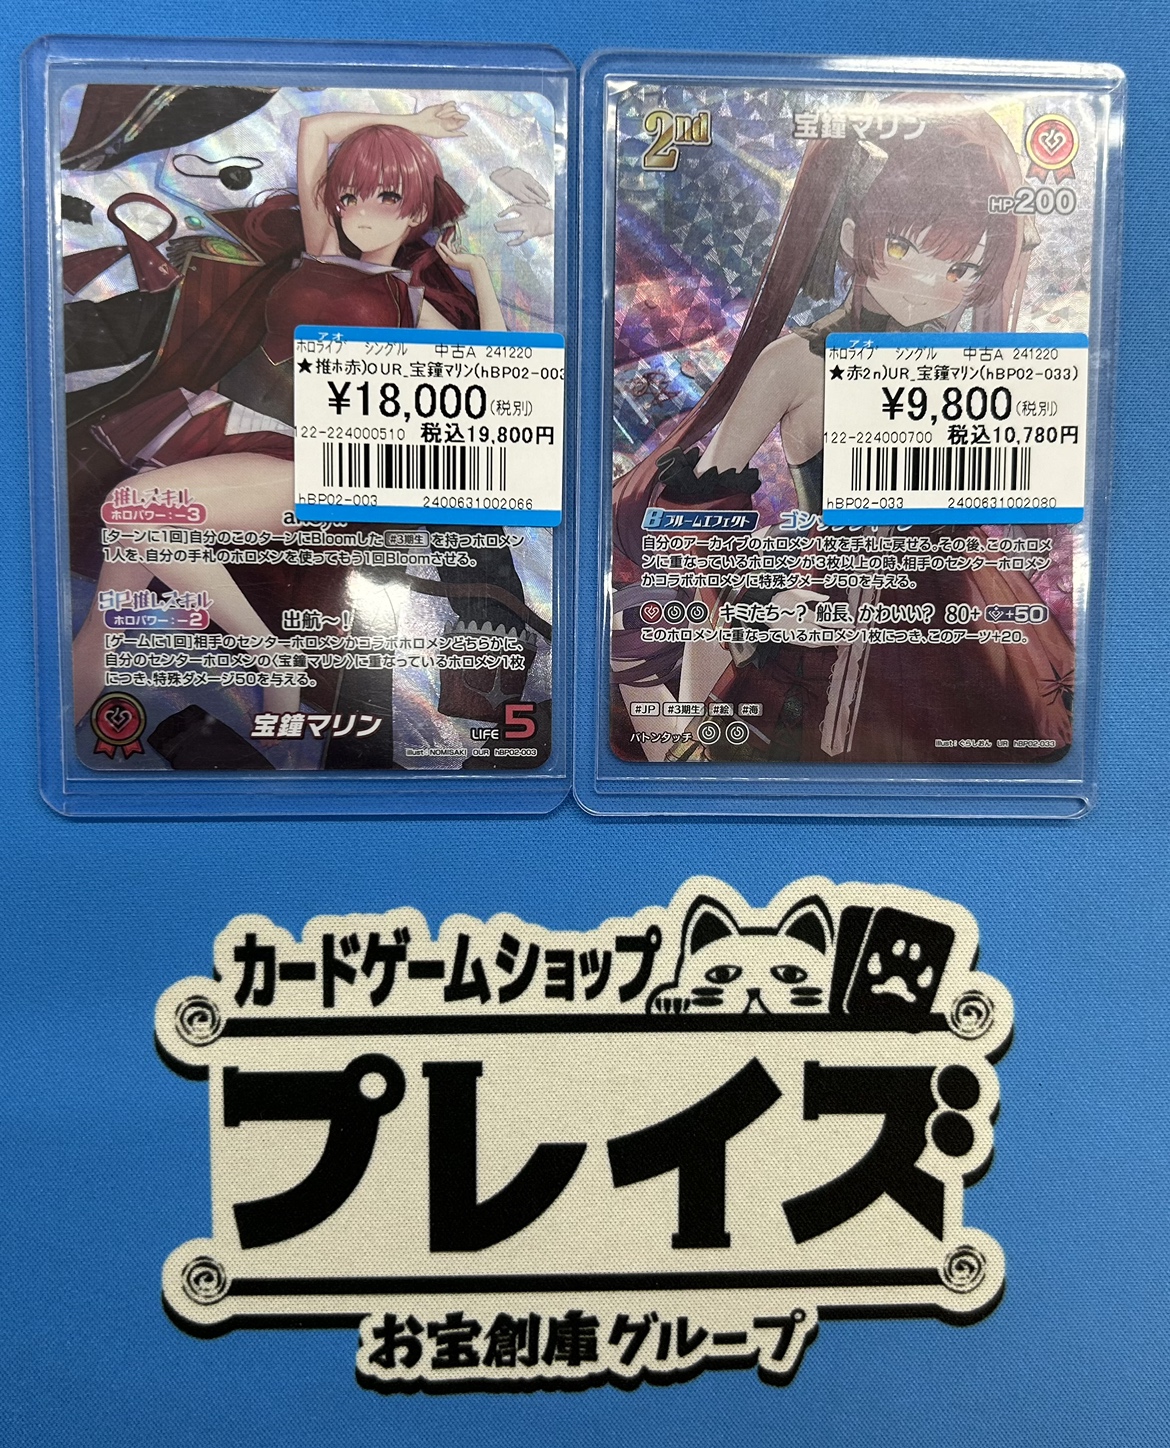 アオ
ホロライブ シングル 中古A 241220
★推ホ赤)OUR_宝鐘マリン(hBP02-003
¥18,000(税別)
122-224000510 税込19,800円
hBP02-003 2400631002066
推しスキル
ホロパワー:-3
[ターンに1回]自分のこのターンにBloomした#3期生を持つホロメン
1人を、自分の手札のホロメンを使ってもう1回Bloomさせる。
SP推しスキル
ホロパワー:-2 出航～!
[ゲームに1回]相手のセンターホロメンかコラボホロメンどちらかに、
自分のセンターホロメンの〈宝鐘マリン〉に重なっているホロメン1枚
につき、特殊ダメージ50を与える。
宝鐘マリン
LIFE 5
illust:NOMISAKI OUR hBP02-003
2nd 宝鐘マリン
HP200
アオ
ホロライブ シングル 中古A 241220
★赤2n)UR_宝鐘マリン(hBP02-033)
¥9,800(税別)
122-224000700 税込10,780円
hBP02-033 2400631002080
Bブルームエフェクト
自分のアーカイブのホロメン1枚を手札に戻せる。その後、このホロメ
ンに重なっているホロメンが3枚以上の時、相手のセンターホロメン
かコラボホロメンに特殊ダメージ50を与える。
キミたち～? 船長、かわいい? 80+ +50
このホロメンに重なっているホロメン1枚につき、このアーツ+20。
#JP #3期生 #絵 #海
バトンタッチ
illust:ぐらしおん UR hBP02-033
カードゲームショップ
プレイズ
お宝創庫グループ